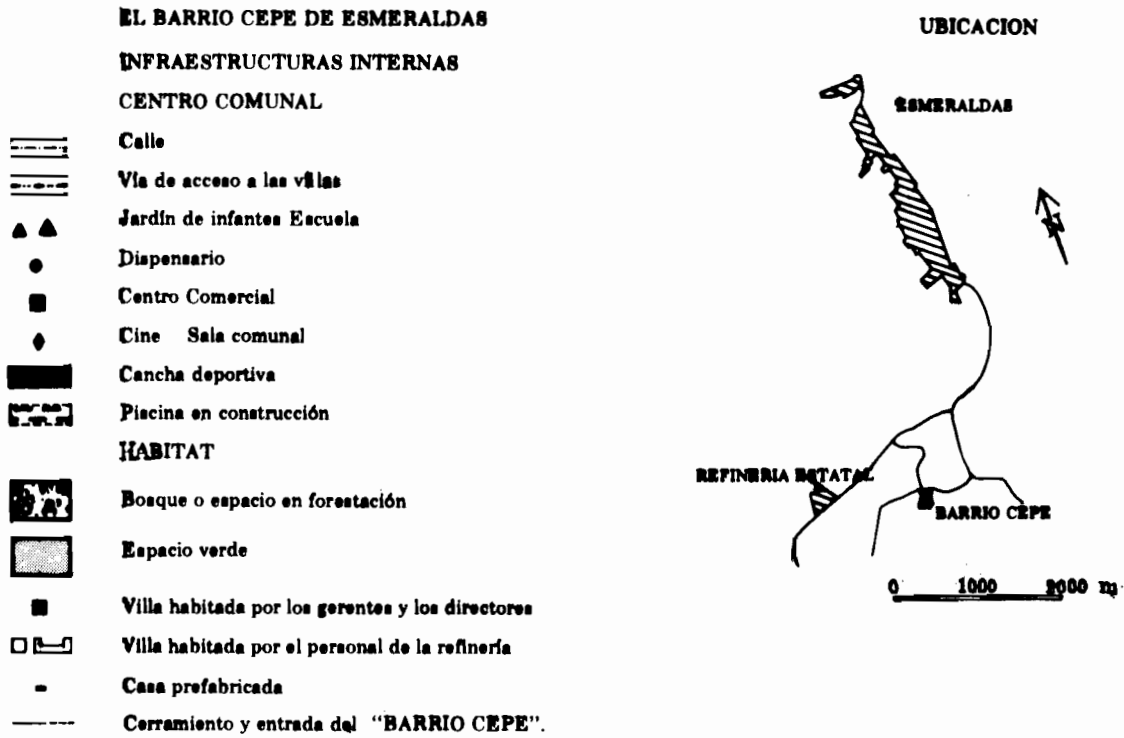 EL BARRIO CEPE DE ESMERALDAS
INFRAESTRUCTURAS INTERNAS
CENTRO COMUNAL
Calle
Vía de acceso a las villas
Jardín de infantes Escuela
Dispensario
Centro Comercial
Cine Sala comunal
Cancha deportiva
Piscina en construcción
HABITAT
Bosque o espacio en forestación
Espacio verde
Villa habitada por los gerentes y los directores
Villa habitada por el personal de la refinería
Casa prefabricada
Cerramiento y entrada del "BARRIO CEPE".
UBICACION
ESMERALDAS
N
REFINERIA ESTATAL
BARRIO CEPE
0 1000 2000 m